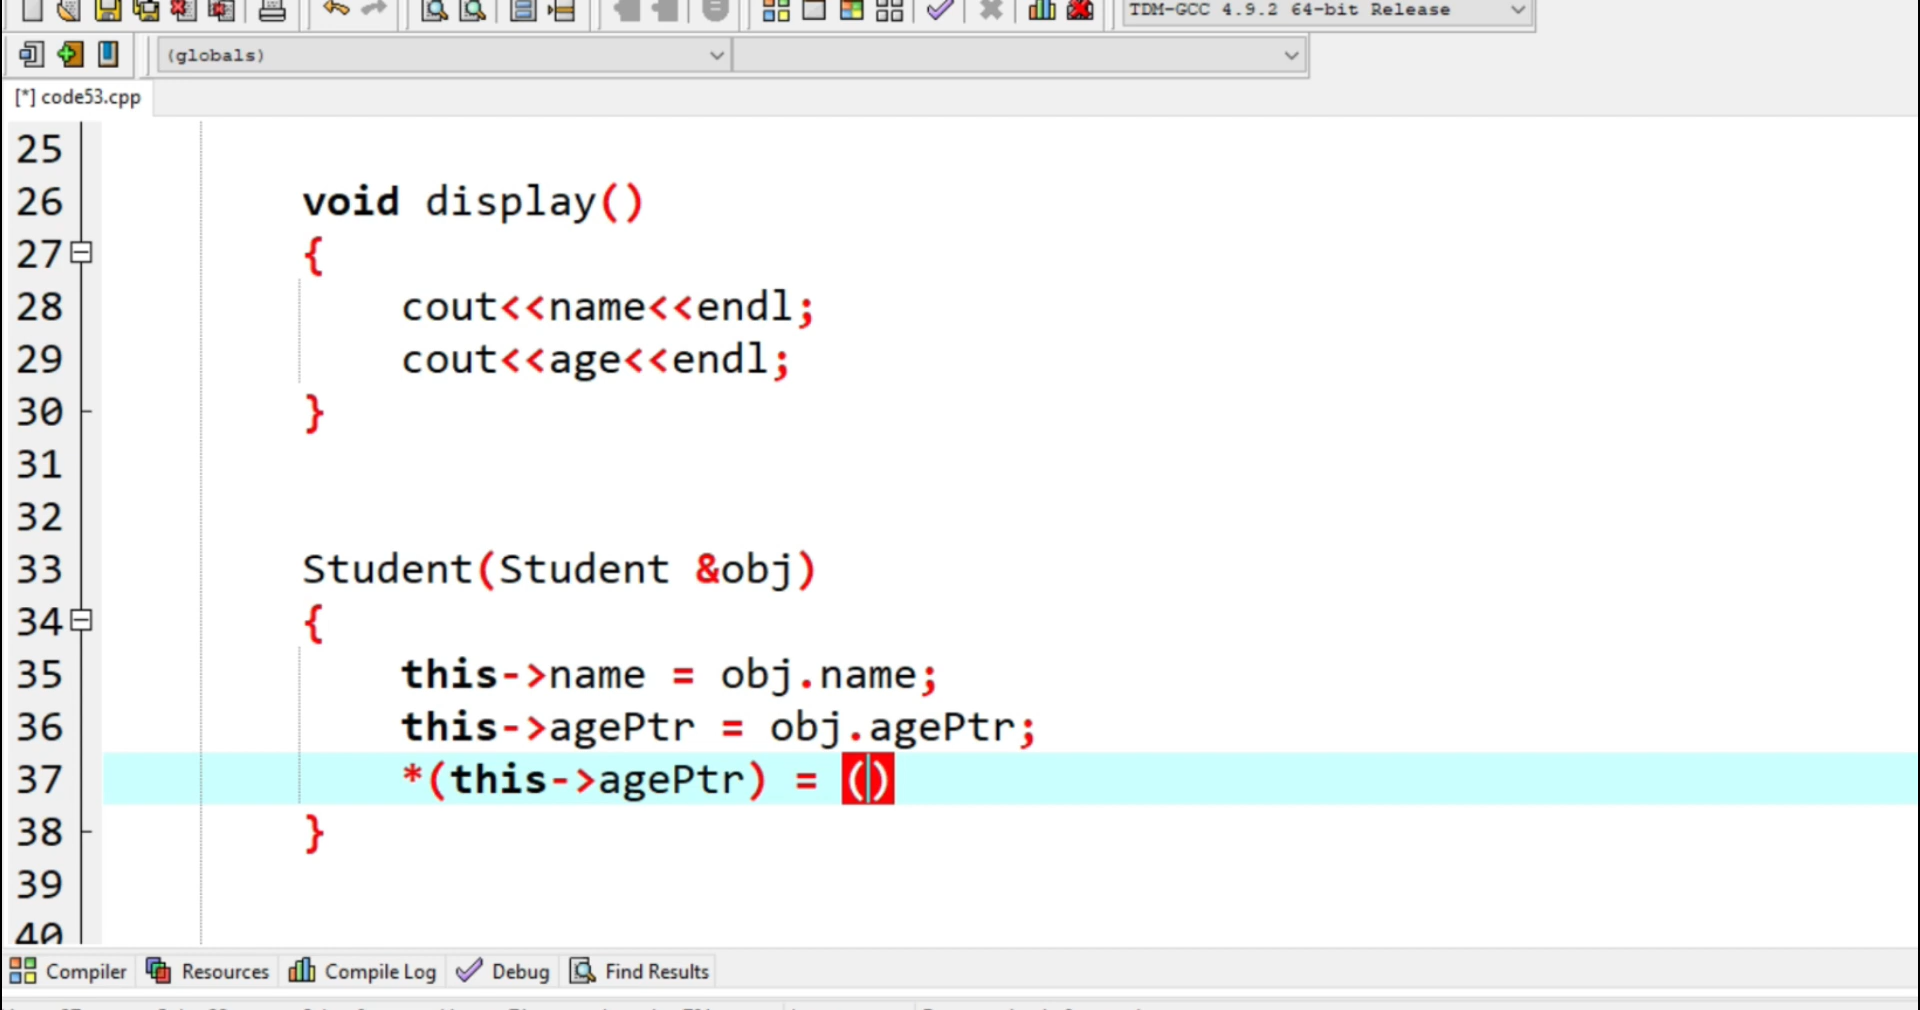 TDM-GCC 4.9.2 64-bit Release
(globals)
[*] code53.cpp
25
26 void display()
27 {
28 cout<<name<<endl;
29 cout<<age<<endl;
30 }
31
32
33 Student(Student &obj)
34 {
35 this->name = obj.name;
36 this->agePtr = obj.agePtr;
37 *(this->agePtr) = ()
38 }
39
40
Compiler Resources Compile Log Debug Find Results